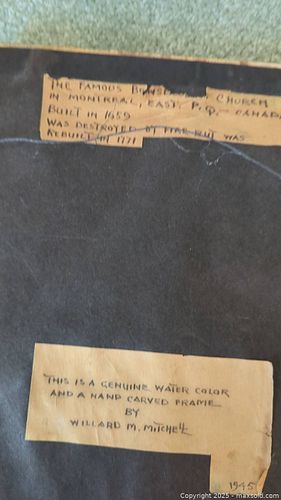 THE FAMOUS CHURCH
IN MONTREAL, EAST. P.Q. – CANAD
BUILT IN 1659
WAS DESTROYED BY FIRE BUT WAS
REBUILT IN 1771
THIS IS A GENUINE WATER COLOR
AND A HAND CARVED FRAME
BY
WILLARD M. MITCHELL
1945
Copyright © 2025 - maxsold.com